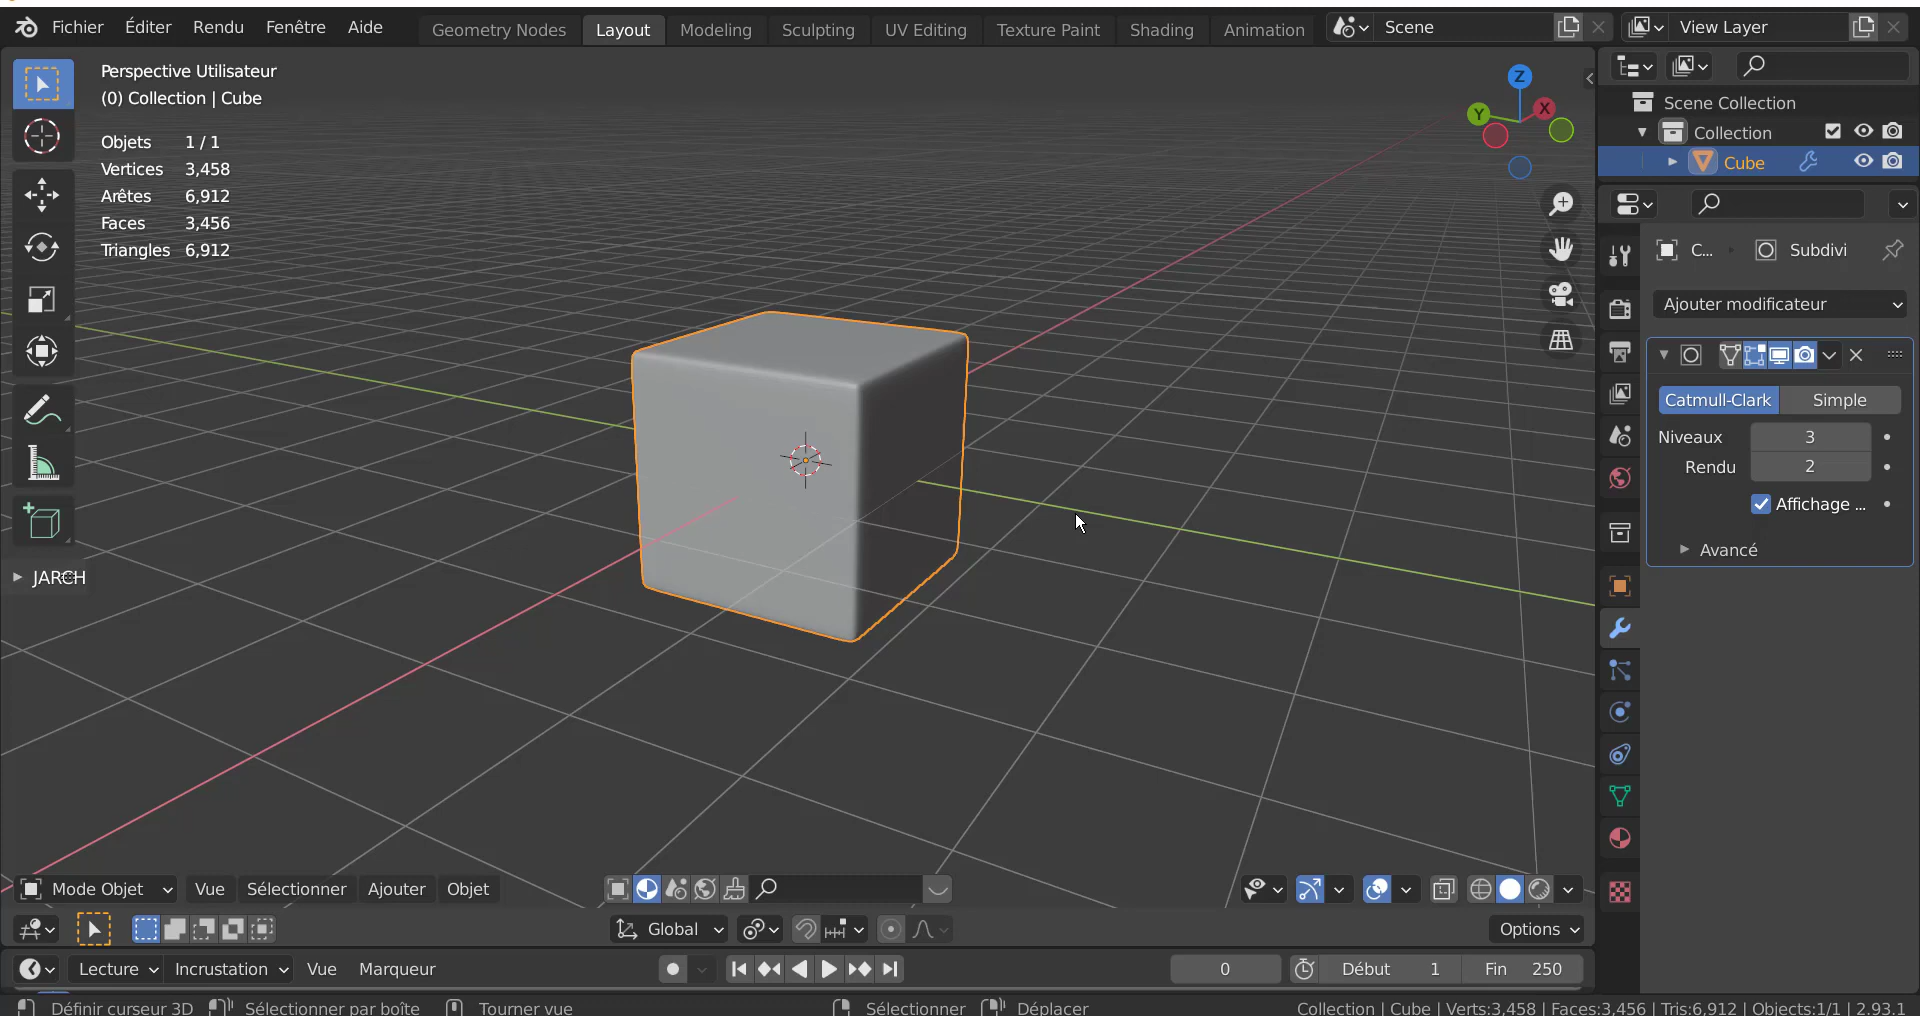 Fichier Éditer Rendu Fenêtre Aide Geometry Nodes Layout Modeling Sculpting UV Editing Texture Paint Shading Animation Scene View Layer
Perspective Utilisateur
(0) Collection | Cube
Objets 1 / 1
Vertices 3,458
Arêtes 6,912
Faces 3,456
Triangles 6,912
Z
Y
X
JARCH
Scene Collection
Collection
Cube
C... Subdivi
Ajouter modificateur
Catmull-Clark Simple
Niveaux 3
Rendu 2
Affichage ...
Avancé
Mode Objet Vue Sélectionner Ajouter Objet
Global Options
Lecture Incrustation Vue Marqueur 0 Début 1 Fin 250
Définir curseur 3D Sélectionner par boîte Tourner vue Sélectionner Déplacer Collection | Cube | Verts:3,458 | Faces:3,456 | Tris:6,912 | Objects:1/1 | 2.93.1